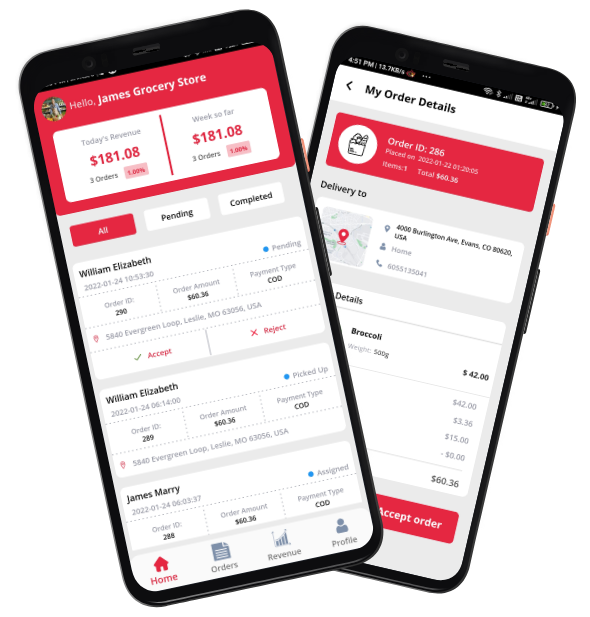 Hello, James Grocery Store
Today's Revenue
$181.08
3 Orders 1.00%
Week so far
$181.08
3 Orders 1.00%
All
Pending
Completed
William Elizabeth
2022-01-24 10:53:30
Pending
Order ID:
290
Order Amount
$60.36
Payment Type
COD
5840 Evergreen Loop, Leslie, MO 63056, USA
Accept
Reject
William Elizabeth
2022-01-24 06:14:00
Picked Up
Order ID:
289
Order Amount
$60.36
Payment Type
COD
5840 Evergreen Loop, Leslie, MO 63056, USA
James Marry
2022-01-24 06:03:37
Assigned
Order ID:
288
Order Amount
$60.36
Payment Type
COD
Home
Orders
Revenue
Profile
4:51 PM | 13.7KB/s
My Order Details
Order ID: 286
Placed on 2022-01-22 01:20:05
Items:1 Total $60.36
Delivery to
4000 Burlington Ave, Evans, CO 80620,
USA
Home
6055135041
Details
Broccoli
Weight: 500g
$ 42.00
$42.00
$3.36
$15.00
- $0.00
$60.36
Accept order